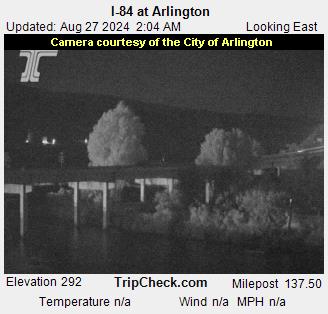 I-84 at Arlington
Updated: Aug 27 2024 2:04 AM Looking East
Camera courtesy of the City of Arlington
Elevation 292 TripCheck.com Milepost 137.50
Temperature n/a Wind n/a MPH n/a